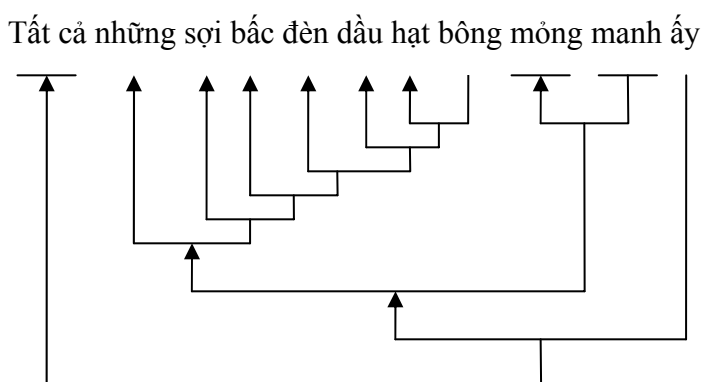 Tất cả những sợi bấc đèn dầu hạt bông mỏng manh ấy